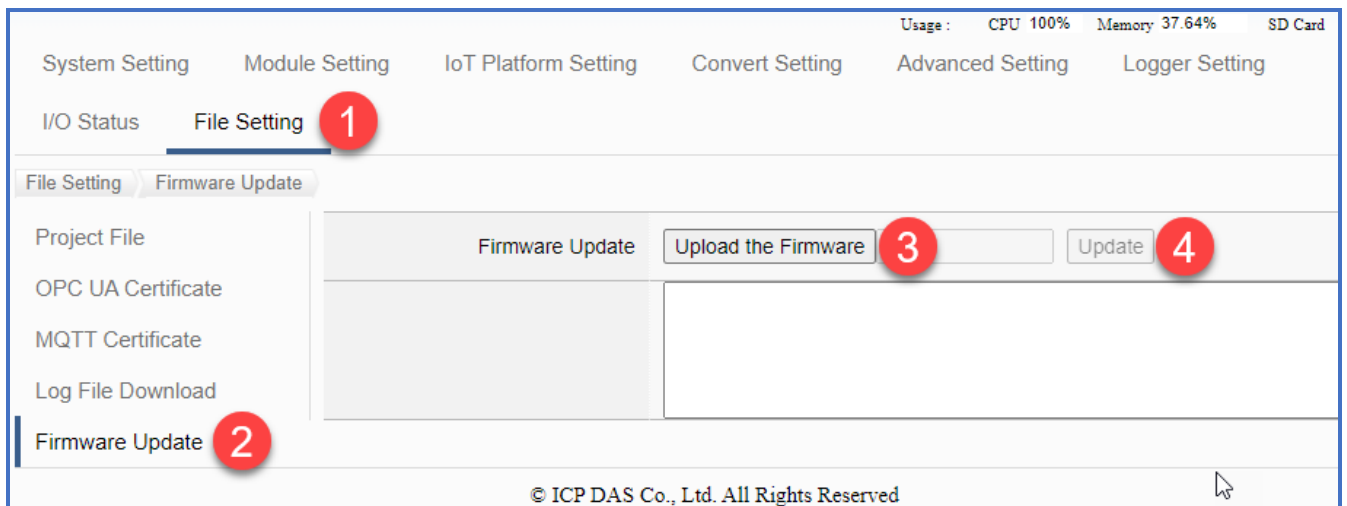 Usage : CPU 100% Memory 37.64% SD Card
System Setting Module Setting IoT Platform Setting Convert Setting Advanced Setting Logger Setting
I/O Status File Setting 1
File Setting Firmware Update
Project File
Firmware Update Upload the Firmware 3 Update 4
OPC UA Certificate
MQTT Certificate
Log File Download
Firmware Update 2
© ICP DAS Co., Ltd. All Rights Reserved